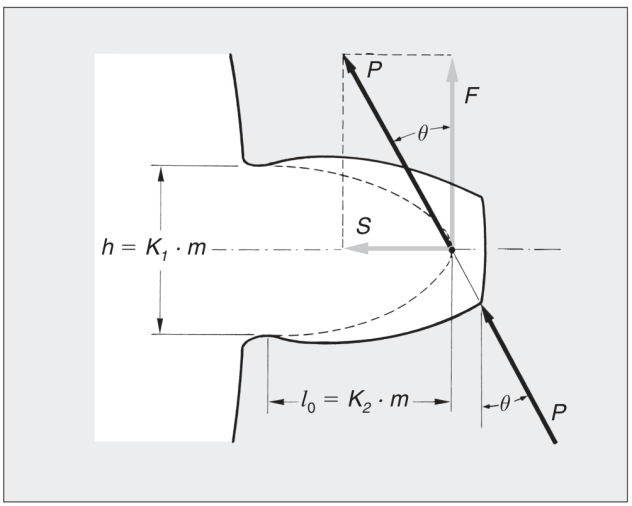 P
F
θ
S
h = K₁ · m
l₀ = K₂ · m
θ
P